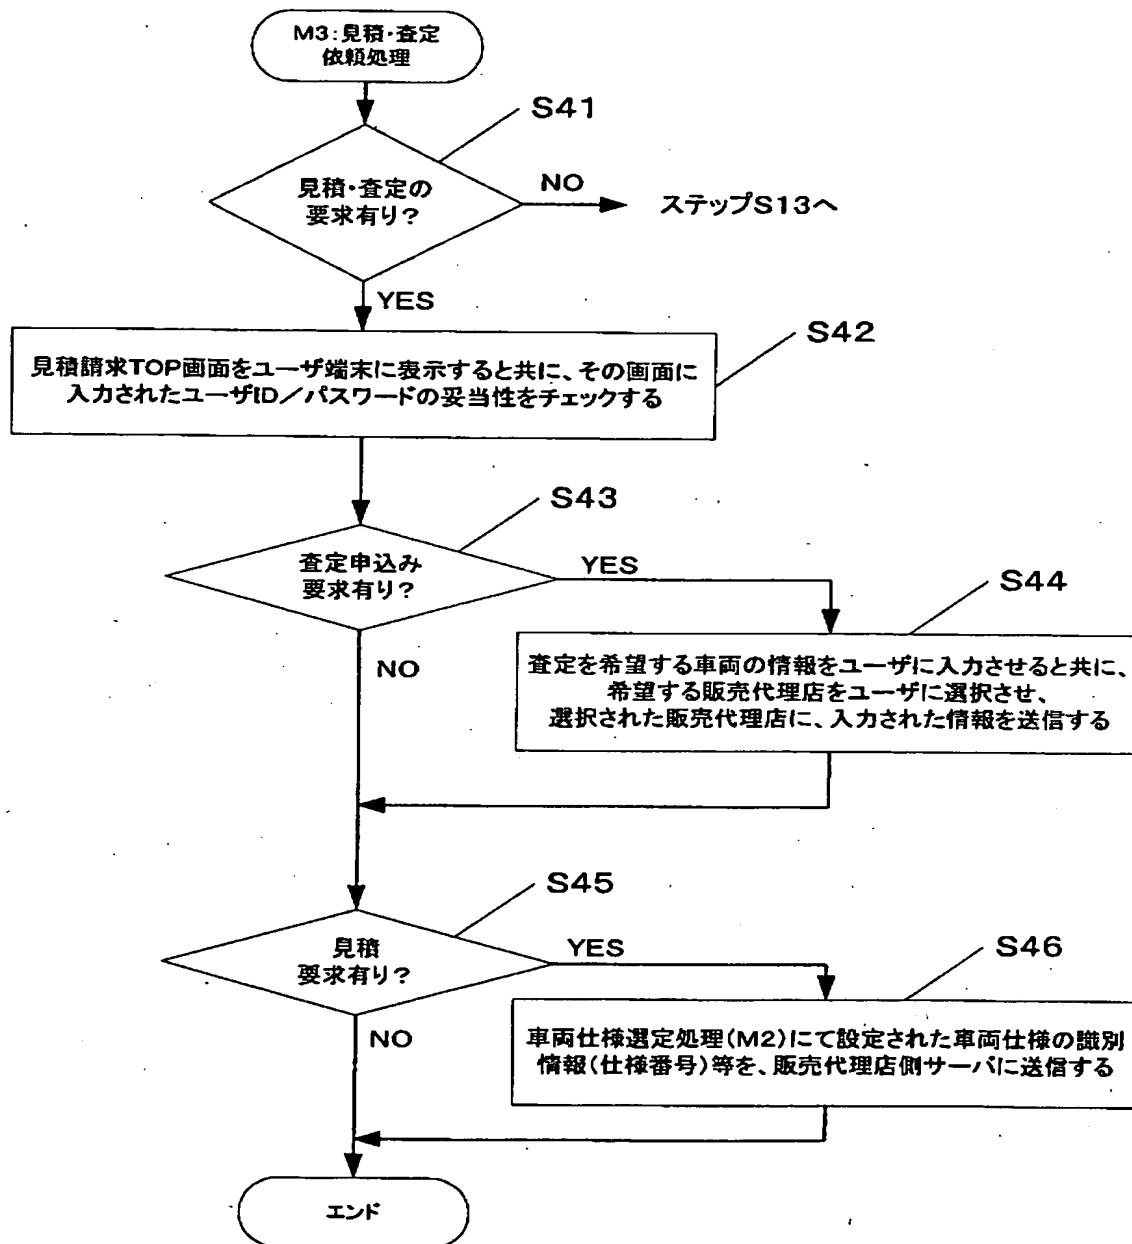 M3:見積・査定
依頼処理
S41
見積・査定の
要求有り?
NO
ステップS13へ
YES
S42
見積請求TOP画面をユーザ端末に表示すると共に、その画面に
入力されたユーザID/パスワードの妥当性をチェックする
S43
査定申込み
要求有り?
YES
S44
NO
査定を希望する車両の情報をユーザに入力させると共に、
希望する販売代理店をユーザに選択させ、
選択された販売代理店に、入力された情報を送信する
S45
見積
要求有り?
YES
S46
NO
車両仕様選定処理(M2)にて設定された車両仕様の識別
情報(仕様番号)等を、販売代理店側サーバに送信する
エンド